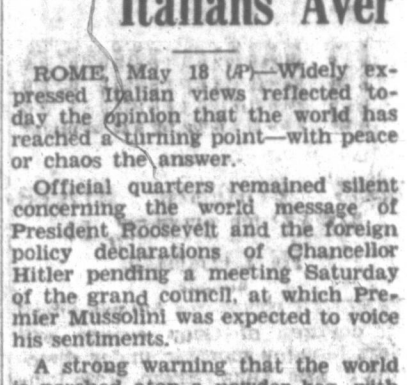 Italians Aver
ROME, May 18 (AP)—Widely ex-
pressed Italian views reflected to-
day the opinion that the world has
reached a turning point—with peace
or chaos the answer.
Official quarters remained silent
concerning the world message of
President Roosevelt and the foreign
policy declarations of Chancellor
Hitler pending a meeting Saturday
of the grand council, at which Pre-
mier Mussolini was expected to voice
his sentiments.
A strong warning that the world